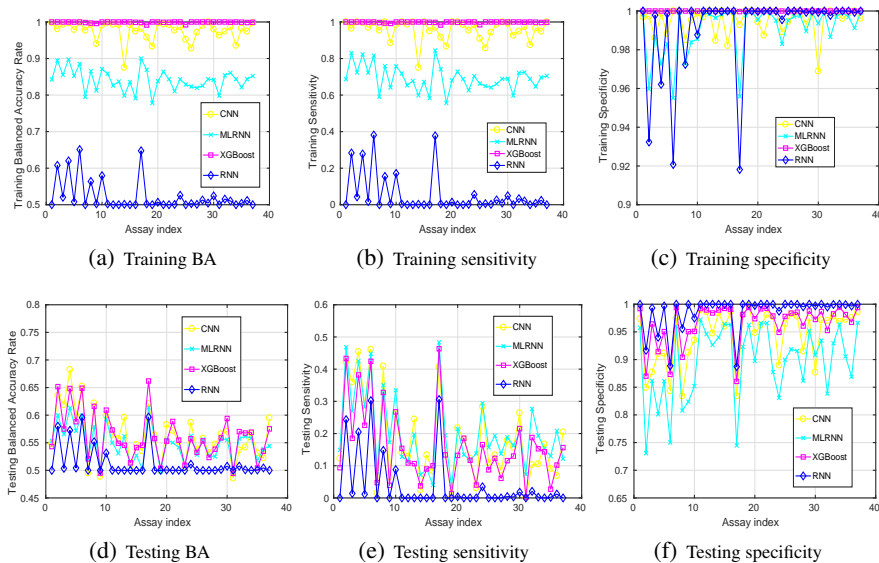 1
0.9
0.8
0.7
0.6
0.5
Training Balanced Accuracy Rate
CNN
MLRNN
XGBoost
RNN
0 10 20 30 40
Assay index
(a) Training BA
1
0.8
0.6
0.4
0.2
0
Training Sensitivity
CNN
MLRNN
XGBoost
RNN
0 10 20 30 40
Assay index
(b) Training sensitivity
1
0.98
0.96
0.94
0.92
0.9
Training Specificity
CNN
MLRNN
XGBoost
RNN
0 10 20 30 40
Assay index
(c) Training specificity
0.8
0.75
0.7
0.65
0.6
0.55
0.5
0.45
Testing Balanced Accuracy Rate
CNN
MLRNN
XGBoost
RNN
0 10 20 30 40
Assay index
(d) Testing BA
0.6
0.5
0.4
0.3
0.2
0.1
0
Testing Sensitivity
CNN
MLRNN
XGBoost
RNN
0 10 20 30 40
Assay index
(e) Testing sensitivity
1
0.95
0.9
0.85
0.8
0.75
0.7
0.65
Testing Specificity
CNN
MLRNN
XGBoost
RNN
0 10 20 30 40
Assay index
(f) Testing specificity